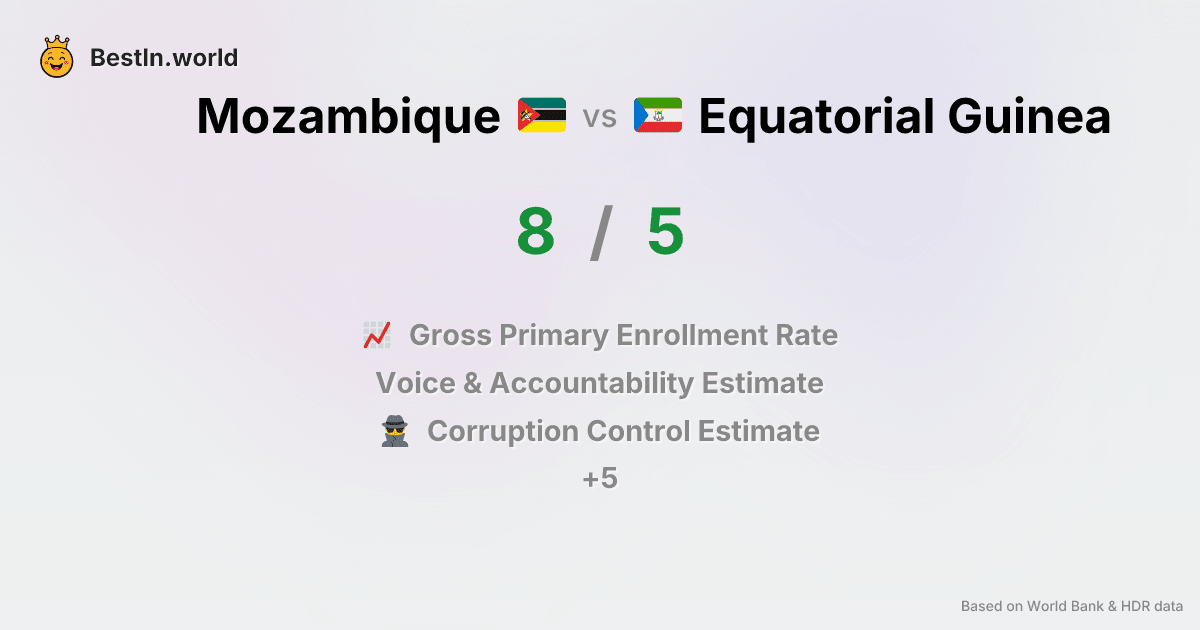 BestIn.world
Mozambique vs Equatorial Guinea
8 / 5
Gross Primary Enrollment Rate
Voice & Accountability Estimate
Corruption Control Estimate
+5
Based on World Bank & HDR data